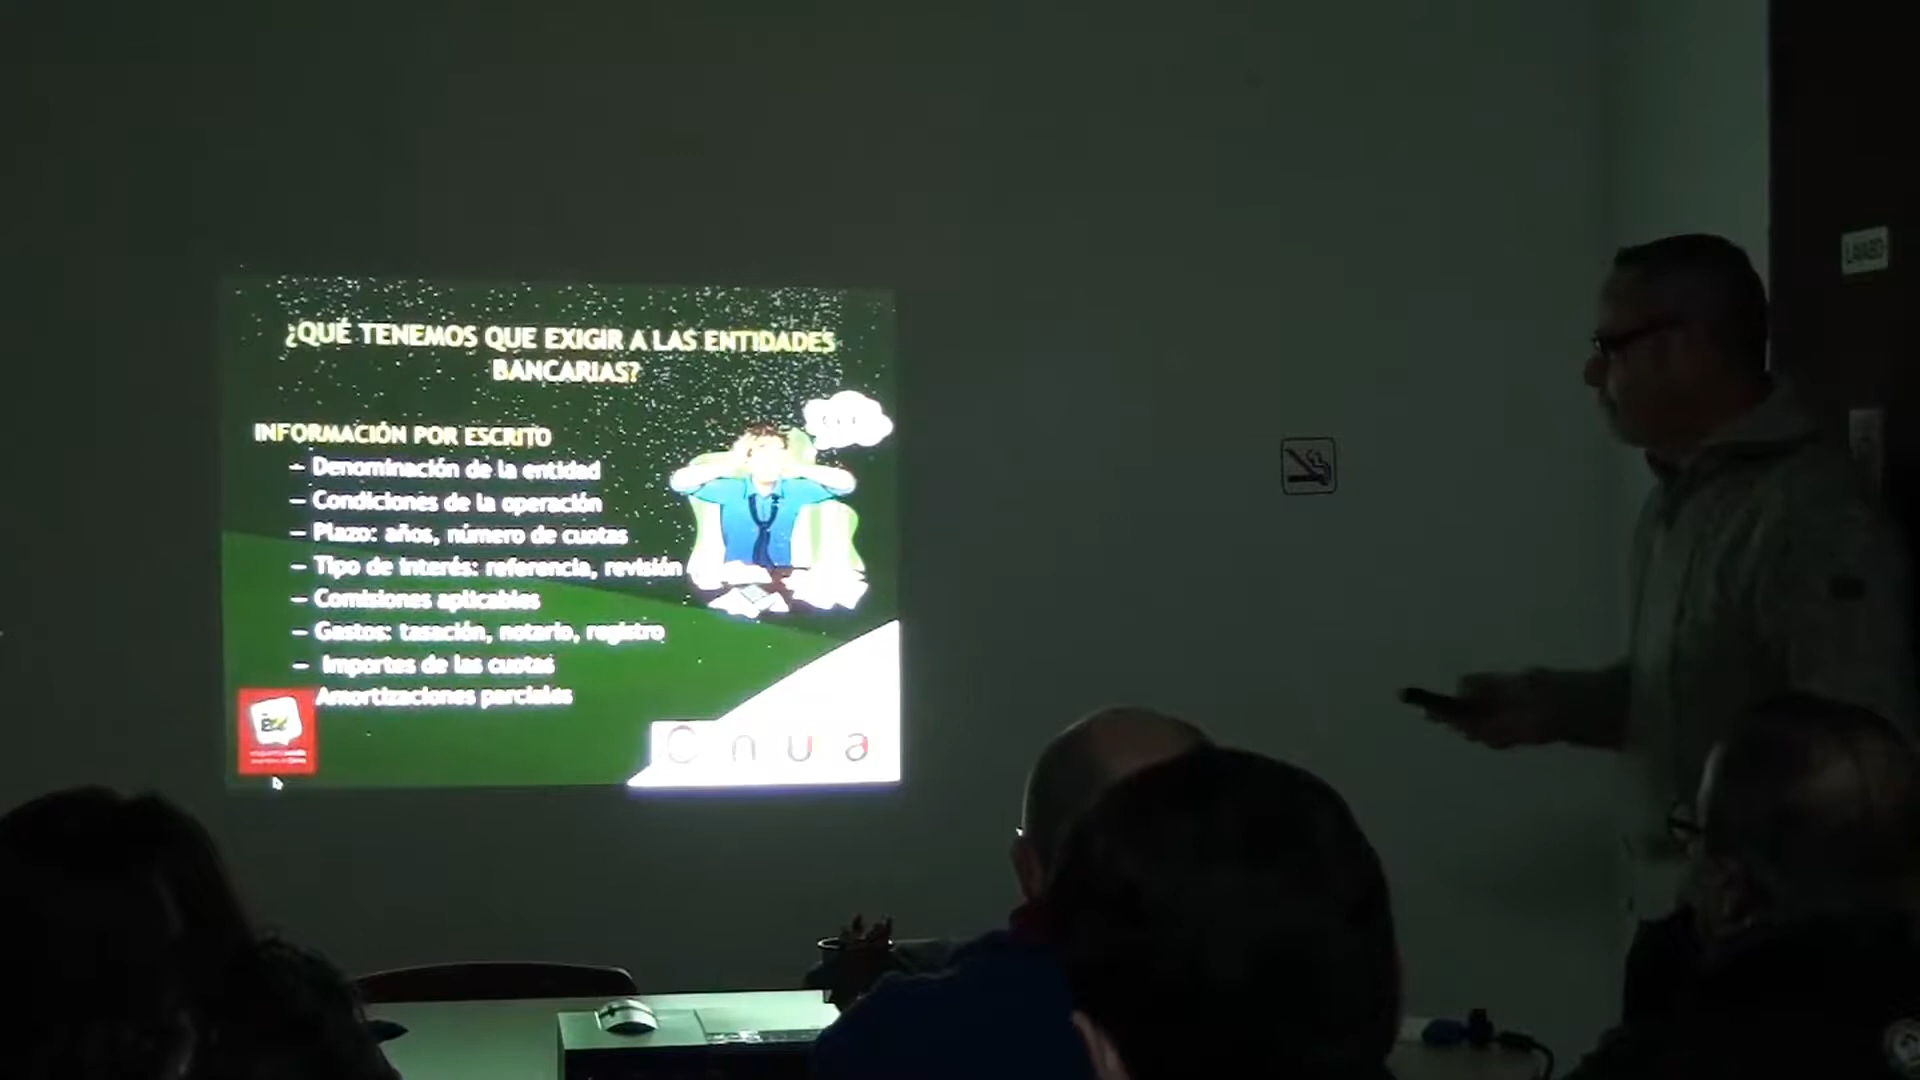 ¿QUÉ TENEMOS QUE EXIGIR A LAS ENTIDADES
BANCARIAS?
INFORMACIÓN POR ESCRITO
– Denominación de la entidad
– Condiciones de la operación
– Plazo: años, número de cuotas
– Tipo de interés: referencia, revisión
– Comisiones aplicables
– Gastos: tasación, notario, registro
– Importes de las cuotas
Amortizaciones parciales
LAVABO